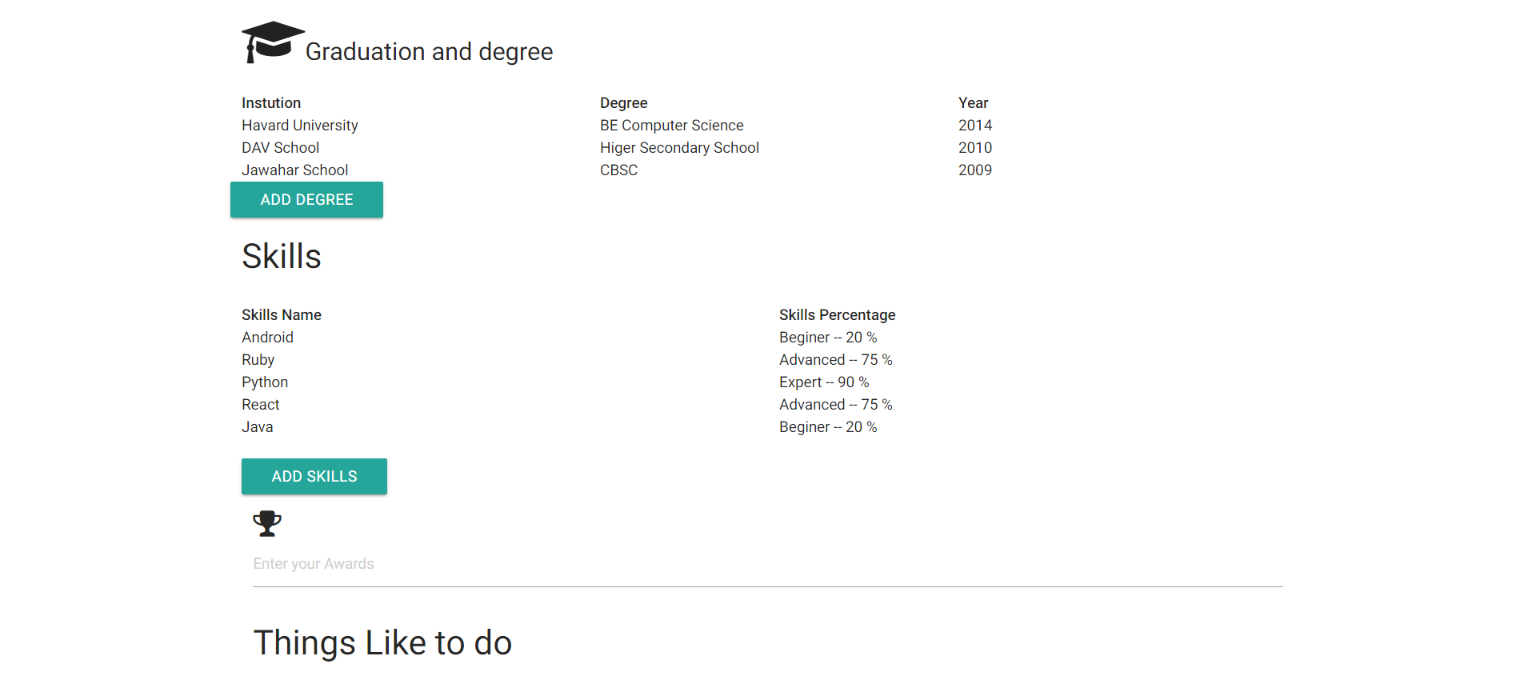 Graduation and degree
Instution Degree Year
Havard University BE Computer Science 2014
DAV School Higer Secondary School 2010
Jawahar School CBSC 2009
ADD DEGREE
Skills
Skills Name Skills Percentage
Android Beginer -- 20 %
Ruby Advanced -- 75 %
Python Expert -- 90 %
React Advanced -- 75 %
Java Beginer -- 20 %
ADD SKILLS
Enter your Awards
Things Like to do